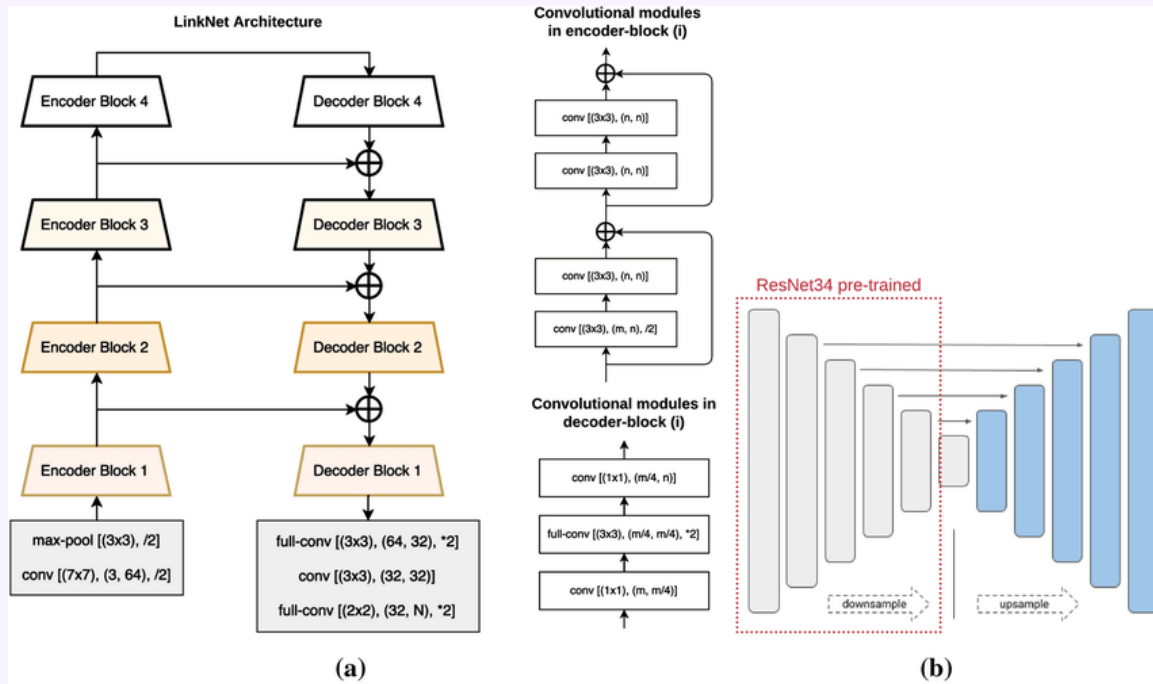 LinkNet Architecture
Encoder Block 4
Decoder Block 4
Encoder Block 3
Decoder Block 3
Encoder Block 2
Decoder Block 2
Encoder Block 1
Decoder Block 1
max-pool [(3x3), /2]
conv [(7x7), (3, 64), /2]
full-conv [(3x3), (64, 32), *2]
conv [(3x3), (32, 32)]
full-conv [(2x2), (32, N), *2]
Convolutional modules
in encoder-block (i)
conv [(3x3), (n, n)]
conv [(3x3), (n, n)]
conv [(3x3), (n, n)]
conv [(3x3), (m, n), /2]
Convolutional modules in
decoder-block (i)
conv [(1x1), (m/4, n)]
full-conv [(3x3), (m/4, m/4), *2]
conv [(1x1), (m, m/4)]
(a)
ResNet34 pre-trained
downsample
upsample
(b)